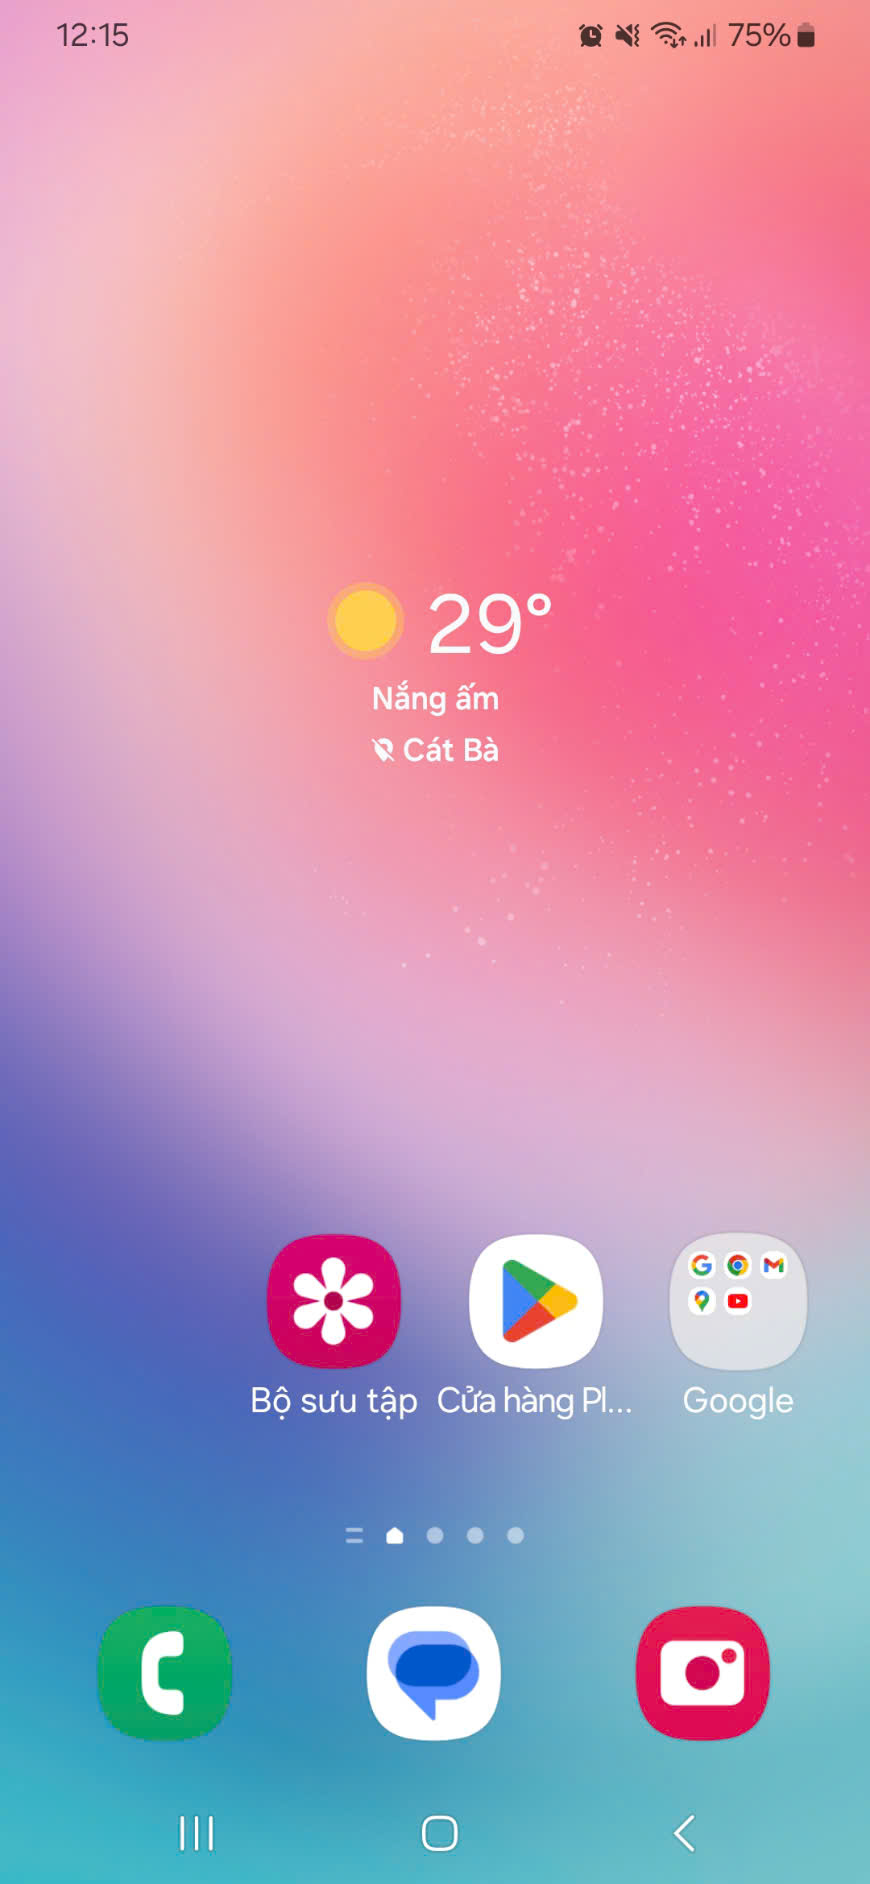 12:15
75%
29°
Nắng ấm
Cát Bà
Bộ sưu tập
Cửa hàng Pl...
Google